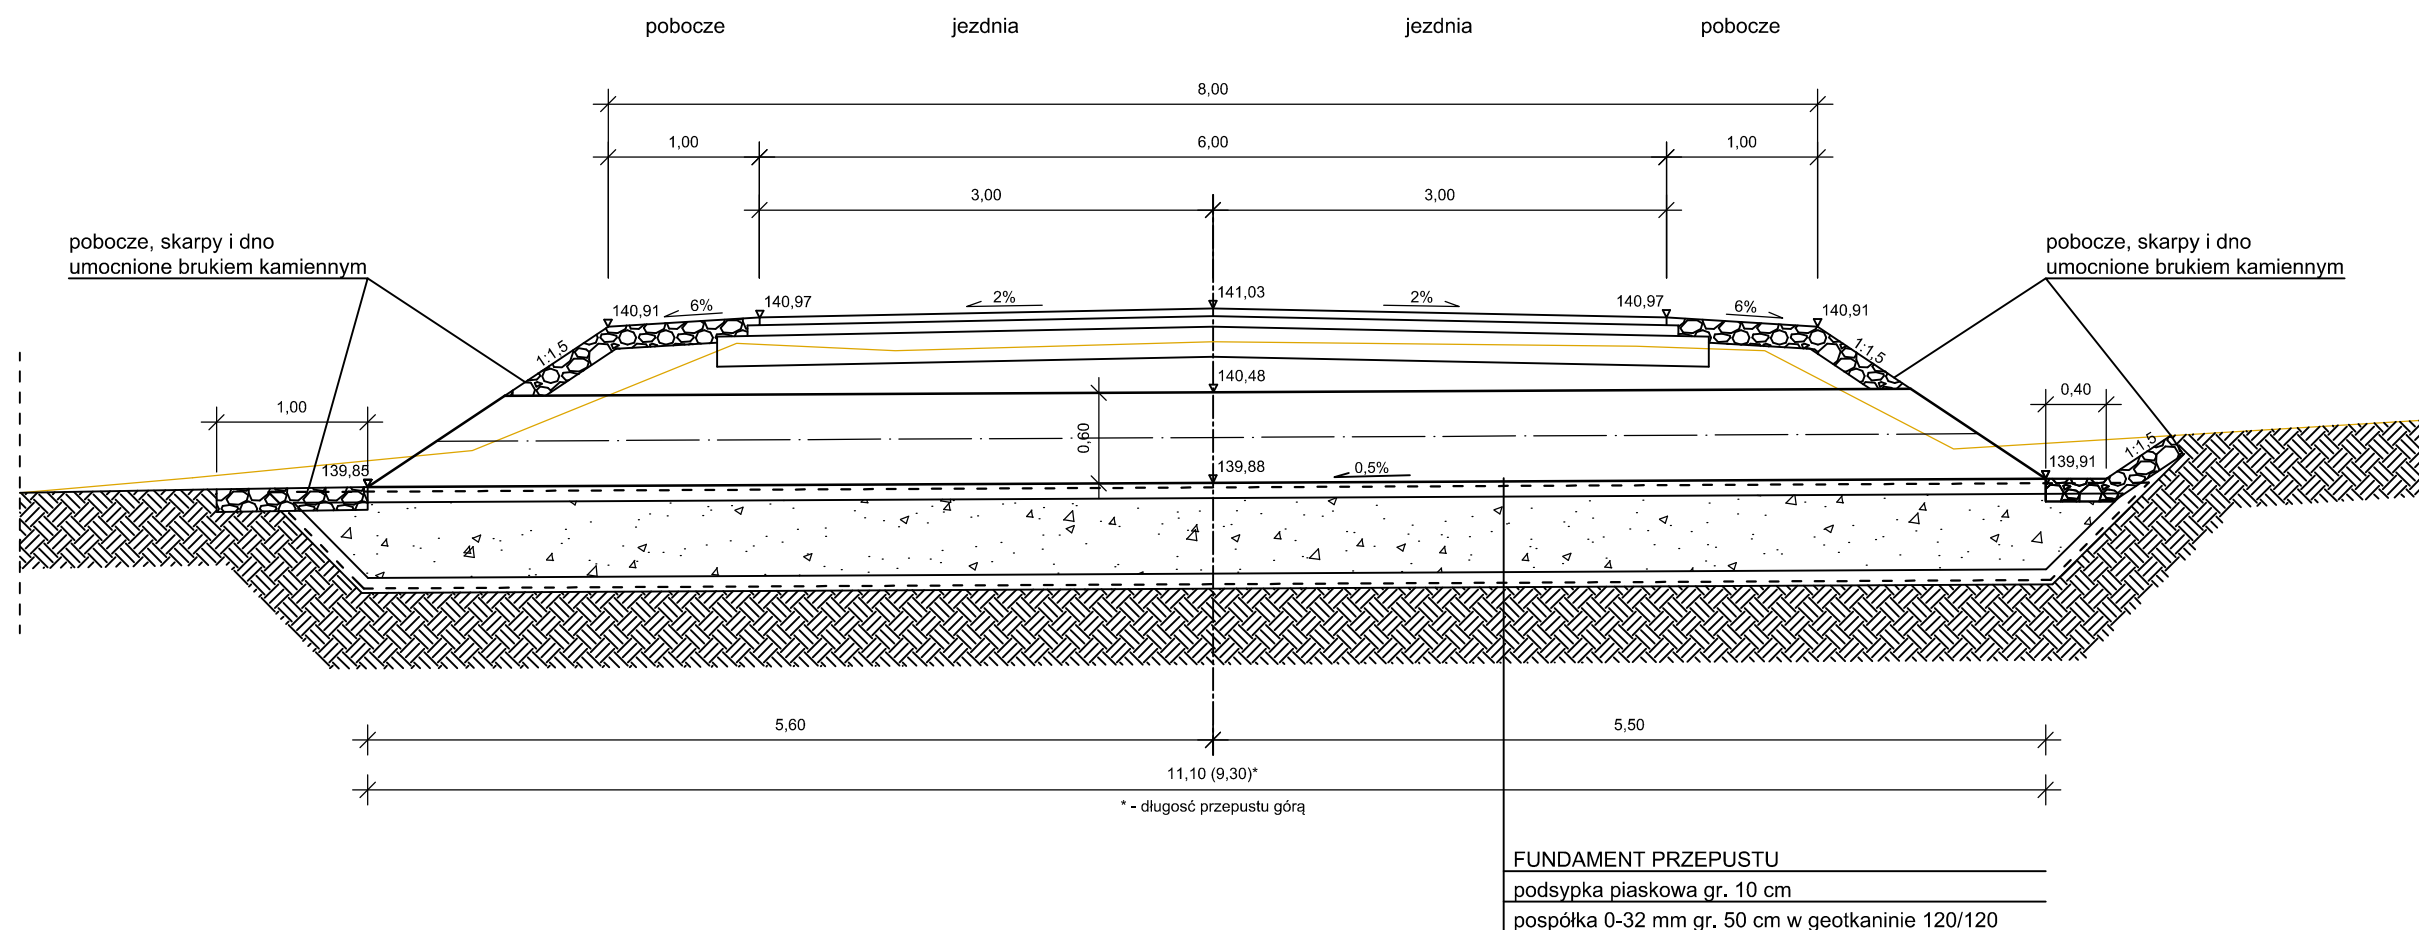 pobocze jezdnia jezdnia pobocze
8,00
1,00 6,00 1,00
3,00 3,00
pobocze, skarpy i dno
umocnione brukiem kamiennym
pobocze, skarpy i dno
umocnione brukiem kamiennym
140,91 6% 140,97 2% 141,03 2% 140,97 6% 140,91
1:1,5 1:1,5
140,48
1,00 0,60 0,40
1:1,5
139,85 139,88 0,5% 139,91
5,60 5,50
11,10 (9,30)*
* - długosć przepustu górą
FUNDAMENT PRZEPUSTU
podsypka piaskowa gr. 10 cm
pospółka 0-32 mm gr. 50 cm w geotkaninie 120/120